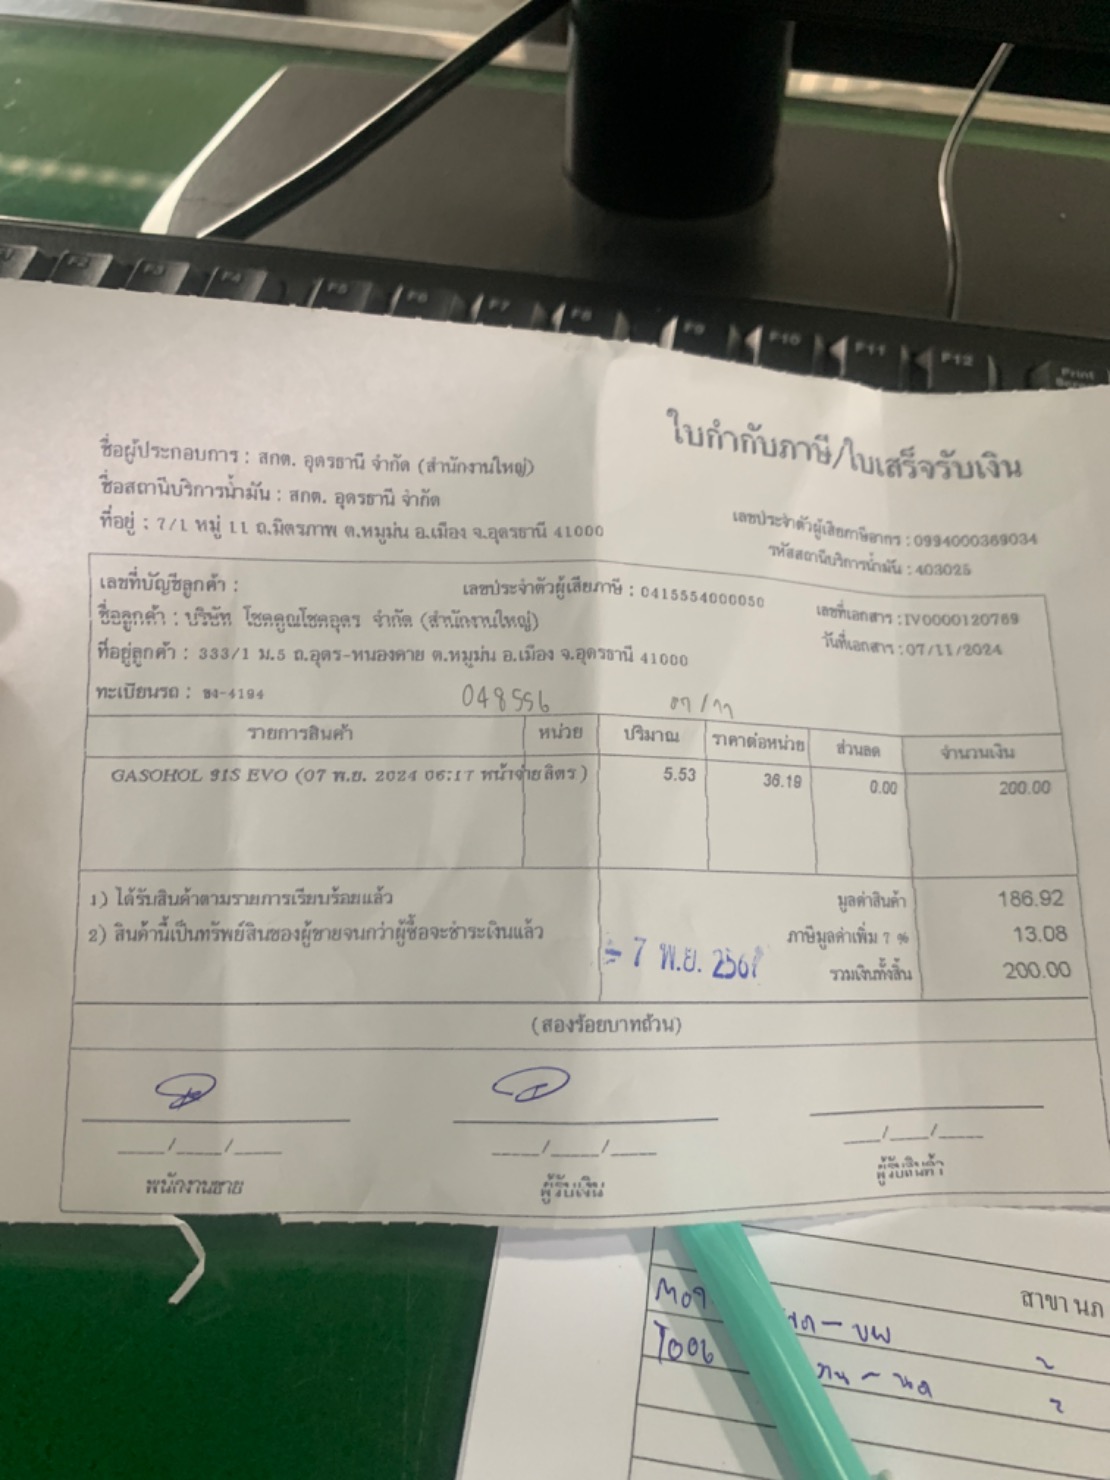 F2 F3 F4 F5 F6 F7 F8 F9 F10 F11 F12 Print
ใบกำกับภาษี/ใบเสร็จรับเงิน
ชื่อผู้ประกอบการ : สกต. อุดรธานี จำกัด (สำนักงานใหญ่)
ชื่อสถานีบริการน้ำมัน : สกต. อุดรธานี จำกัด
ที่อยู่ : 7/1 หมู่ 11 ถ.มิตรภาพ ต.หมูม่น อ.เมือง จ.อุดรธานี 41000
เลขประจำตัวผู้เสียภาษีอากร : 0994000369034
รหัสสถานีบริการน้ำมัน : 403025
เลขที่บัญชีลูกค้า : เลขประจำตัวผู้เสียภาษี : 0415554000050
เลขที่เอกสาร : IV0000120769
ชื่อลูกค้า : บริษัท โชคคูณโชคอุดร จำกัด (สำนักงานใหญ่)
วันที่เอกสาร : 07/11/2024
ที่อยู่ลูกค้า : 333/1 ม.5 ถ.อุดร-หนองคาย ต.หมูม่น อ.เมือง จ.อุดรธานี 41000
ทะเบียนรถ : -4194 048556
รายการสินค้า หน่วย ปริมาณ ราคาต่อหน่วย ส่วนลด จำนวนเงิน
GASOHOL 91S EVO (07 พ.ย. 2024 06:17 หน้าจ่าย ลิตร ) 5.53 36.19 0.00 200.00
1) ได้รับสินค้าตามรายการเรียบร้อยแล้ว มูลค่าสินค้า 186.92
2) สินค้านี้เป็นทรัพย์สินของผู้ขายจนกว่าผู้ซื้อจะชำระเงินแล้ว ภาษีมูลค่าเพิ่ม 7 % 13.08
- 7 พ.ย. 2567 รวมเงินทั้งสิ้น 200.00
(สองร้อยบาทถ้วน)
___/___/___ ___/___/___ ___/___/___
พนักงานขาย ผู้รับเงิน ผู้รับสินค้า
สาขา นภ
T006